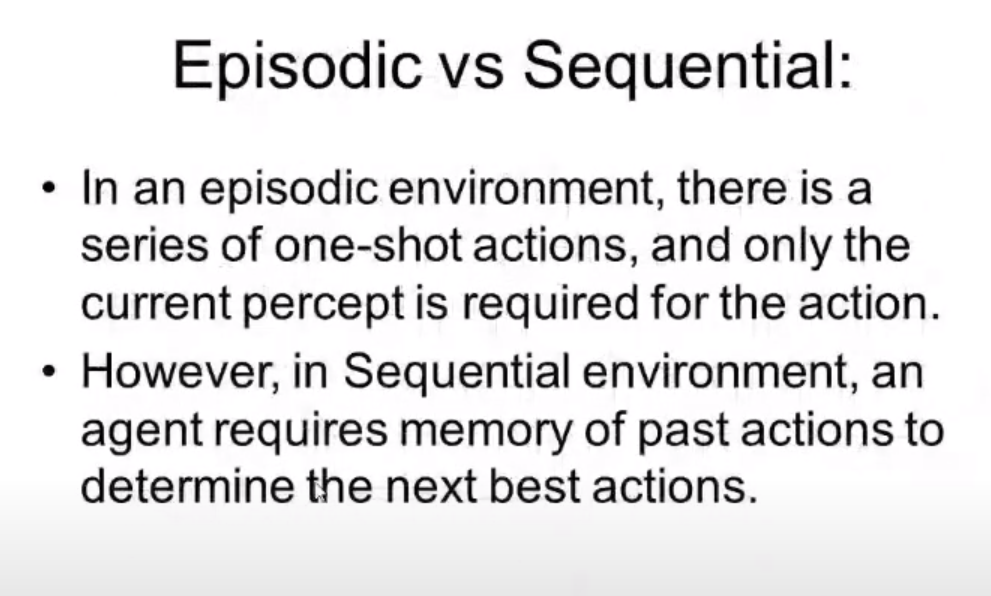 Episodic vs Sequential:
• In an episodic environment, there is a
series of one-shot actions, and only the
current percept is required for the action.
• However, in Sequential environment, an
agent requires memory of past actions to
determine the next best actions.